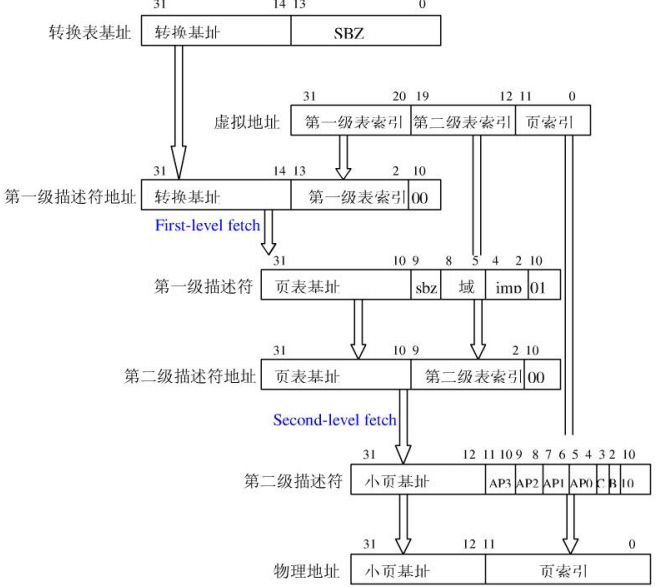 31 14 13 0
转换表基址 转换基址 SBZ
31 20 19 12 11 0
虚拟地址 第一级表索引 第二级表索引 页索引
31 14 13 2 10
第一级描述符地址 转换基址 第一级表索引 00
First-level fetch
31 10 9 8 5 4 2 10
第一级描述符 页表基址 sbz 域 imp 01
31 10 9 2 10
第二级描述符地址 页表基址 第二级表索引 00
Second-level fetch
31 12 11 10 9 8 7 6 5 4 3 2 10
第二级描述符 小页基址 AP3 AP2 AP1 AP0 C B 10
31 12 11 0
物理地址 小页基址 页索引